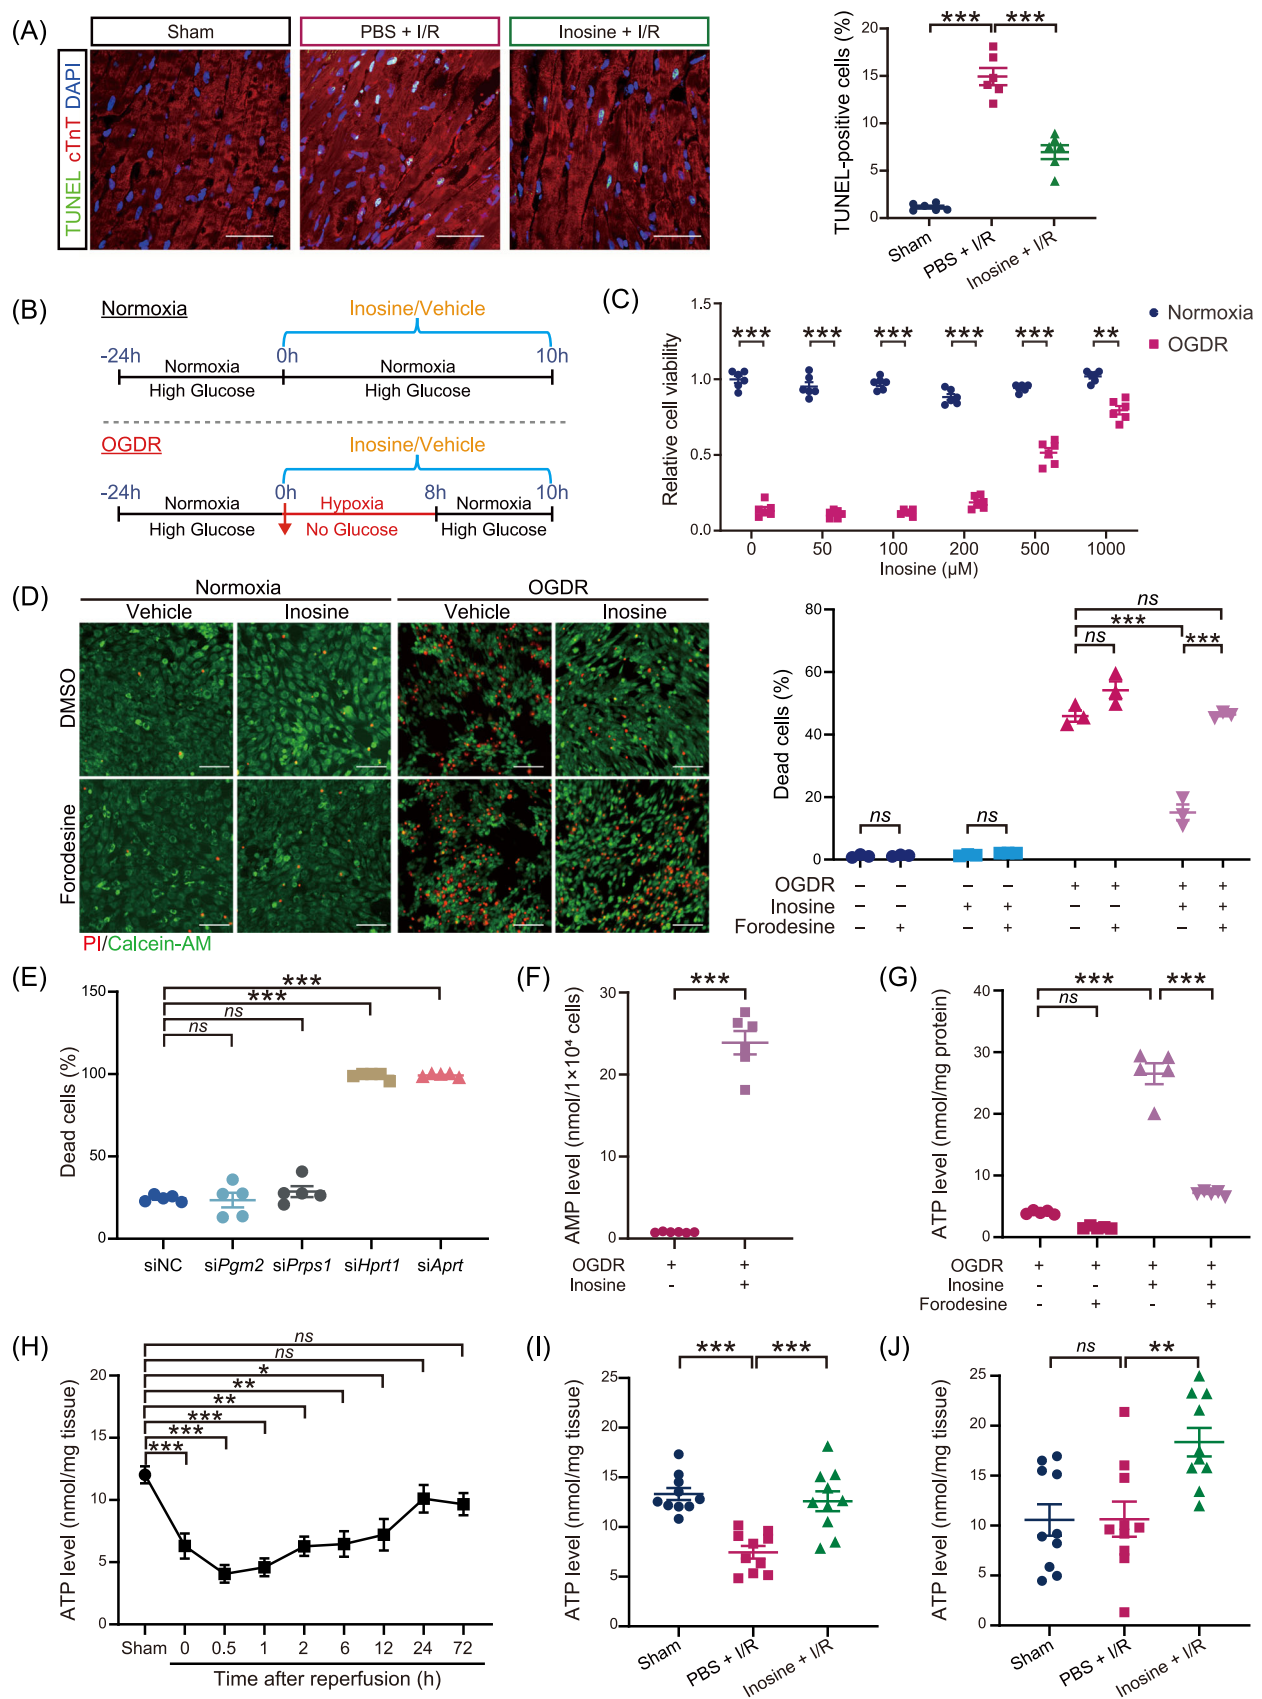 (A)
Sham
PBS + I/R
Inosine + I/R
TUNEL cTnT DAPI
TUNEL-positive cells (%)
20
15
10
5
0
*** ***
Sham
PBS + I/R
Inosine + I/R
(B)
Normoxia
Inosine/Vehicle
-24h 0h 10h
Normoxia Normoxia
High Glucose High Glucose
OGDR
Inosine/Vehicle
-24h 0h 8h 10h
Normoxia Hypoxia Normoxia
High Glucose No Glucose High Glucose
(C)
Relative cell viability
1.5
1.0
0.5
0.0
*** *** *** *** *** **
Normoxia
OGDR
0 50 100 200 500 1000
Inosine (μM)
(D)
Normoxia OGDR
Vehicle Inosine Vehicle Inosine
DMSO
Forodesine
PI/Calcein-AM
Dead cells (%)
80
60
40
20
0
ns
***
ns ***
ns ns
OGDR – – – – + + + +
Inosine – – + + – – + +
Forodesine – + – + – + – +
(E)
Dead cells (%)
150
100
50
0
***
***
ns
ns
siNC siPgm2 siPrps1 siHprt1 siAprt
(F)
AMP level (nmol/1×10⁴ cells)
30
20
10
0
***
OGDR + +
Inosine - +
(G)
ATP level (nmol/mg protein)
40
30
20
10
0
*** ***
ns
OGDR + + + +
Inosine - - + +
Forodesine - + - +
(H)
ATP level (nmol/mg tissue)
20
15
10
5
0
ns
ns
*
**
**
***
***
***
Sham 0 0.5 1 2 6 12 24 72
Time after reperfusion (h)
(I)
ATP level (nmol/mg tissue)
25
20
15
10
5
0
*** ***
Sham
PBS + I/R
Inosine + I/R
(J)
ATP level (nmol/mg tissue)
25
20
15
10
5
0
ns **
Sham
PBS + I/R
Inosine + I/R